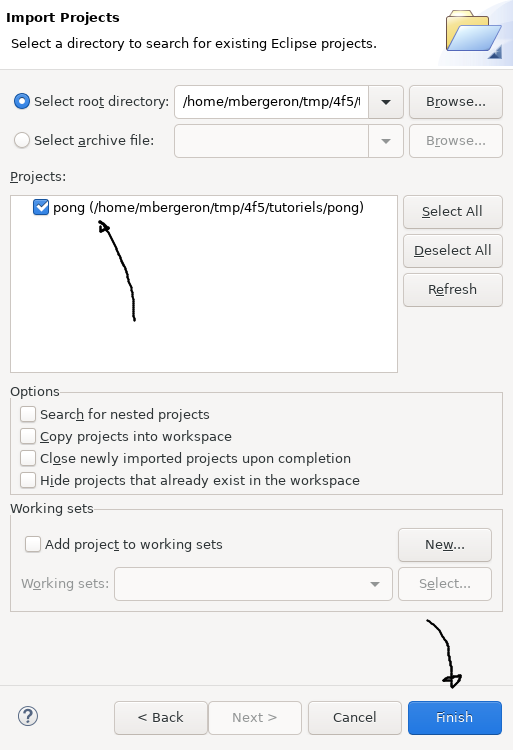 Import Projects
Select a directory to search for existing Eclipse projects.
Select root directory: /home/mbergeron/tmp/4f5/ Browse...
Select archive file: Browse...
Projects:
pong (/home/mbergeron/tmp/4f5/tutoriels/pong)
Select All
Deselect All
Refresh
Options
Search for nested projects
Copy projects into workspace
Close newly imported projects upon completion
Hide projects that already exist in the workspace
Working sets
Add project to working sets New...
Working sets: Select...
? < Back Next > Cancel Finish